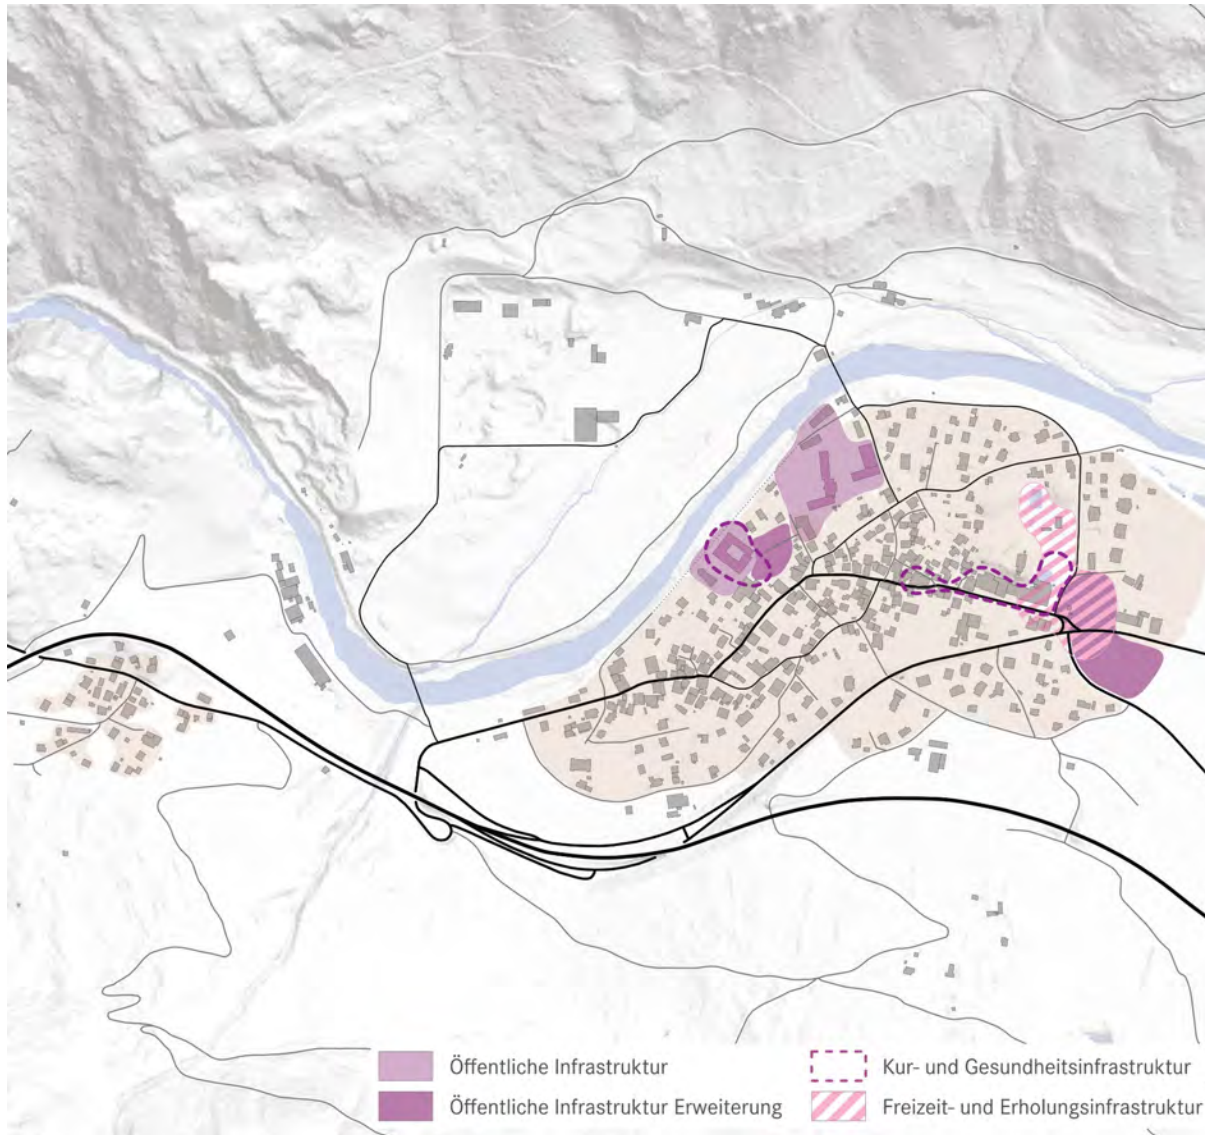 Öffentliche Infrastruktur
Öffentliche Infrastruktur Erweiterung
Kur- und Gesundheitsinfrastruktur
Freizeit- und Erholungsinfrastruktur